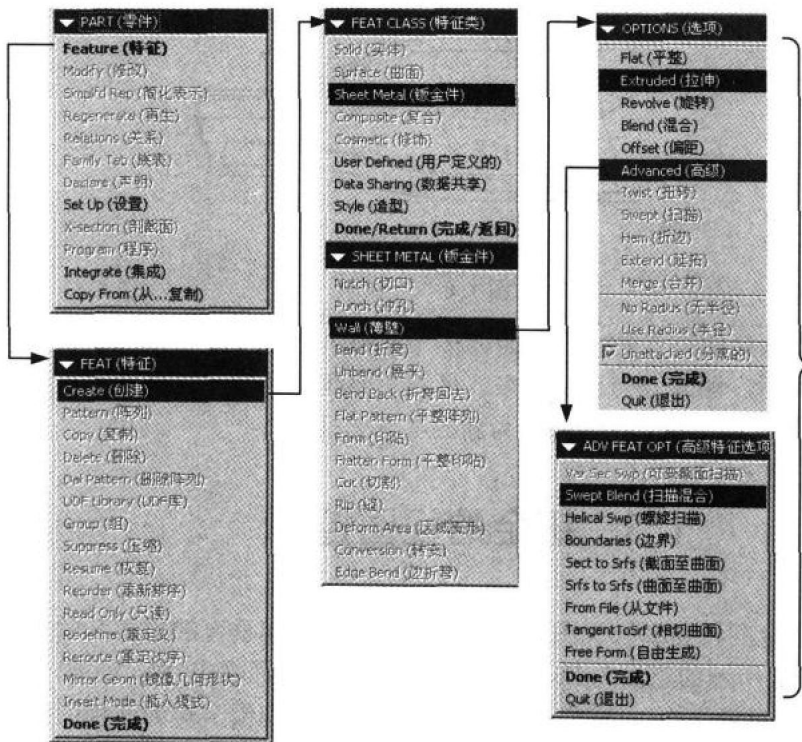 PART (零件)
Feature (特征)
Modify (修改)
Simplfd Rep (简化表示)
Regenerate (再生)
Relations (关系)
Family Tab (族表)
Declare (声明)
Set Up (设置)
X-section (剖截面)
Program (程序)
Integrate (集成)
Copy From (从...复制)
FEAT (特征)
Create (创建)
Pattern (阵列)
Copy (复制)
Delete (删除)
Del Pattern (删除阵列)
UDF Library (UDF库)
Group (组)
Suppress (压缩)
Resume (恢复)
Reorder (重新排序)
Read Only (只读)
Redefine (重定义)
Reroute (重定次序)
Mirror Geom (镜像几何形状)
Insert Mode (插入模式)
Done (完成)
FEAT CLASS (特征类)
Solid (实体)
Surface (曲面)
Sheet Metal (钣金件)
Composite (复合)
Cosmetic (修饰)
User Defined (用户定义的)
Data Sharing (数据共享)
Style (造型)
Done/Return (完成/返回)
SHEET METAL (钣金件)
Notch (切口)
Punch (冲孔)
Wall (薄壁)
Bend (折弯)
Unbend (展平)
Bend Back (折弯回去)
Flat Pattern (平整阵列)
Form (印贴)
Flatten Form (平整印贴)
Cut (切割)
Rip (缝)
Deform Area (区域变形)
Conversion (转变)
Edge Bend (边折弯)
OPTIONS (选项)
Flat (平整)
Extruded (拉伸)
Revolve (旋转)
Blend (混合)
Offset (偏距)
Advanced (高级)
Twist (扭转)
Swept (扫描)
Hem (折边)
Extend (延拓)
Merge (合并)
No Radius (无半径)
Use Radius (半径)
Unattached (分离的)
Done (完成)
Quit (退出)
ADV FEAT OPT (高级特征选项
Var Sec Swp (可变截面扫描)
Swept Blend (扫描混合)
Helical Swp (螺旋扫描)
Boundaries (边界)
Sect to Srfs (截面至曲面)
Srfs to Srfs (曲面至曲面)
From File (从文件)
TangentToSrf (相切曲面)
Free Form (自由生成)
Done (完成)
Quit (退出)